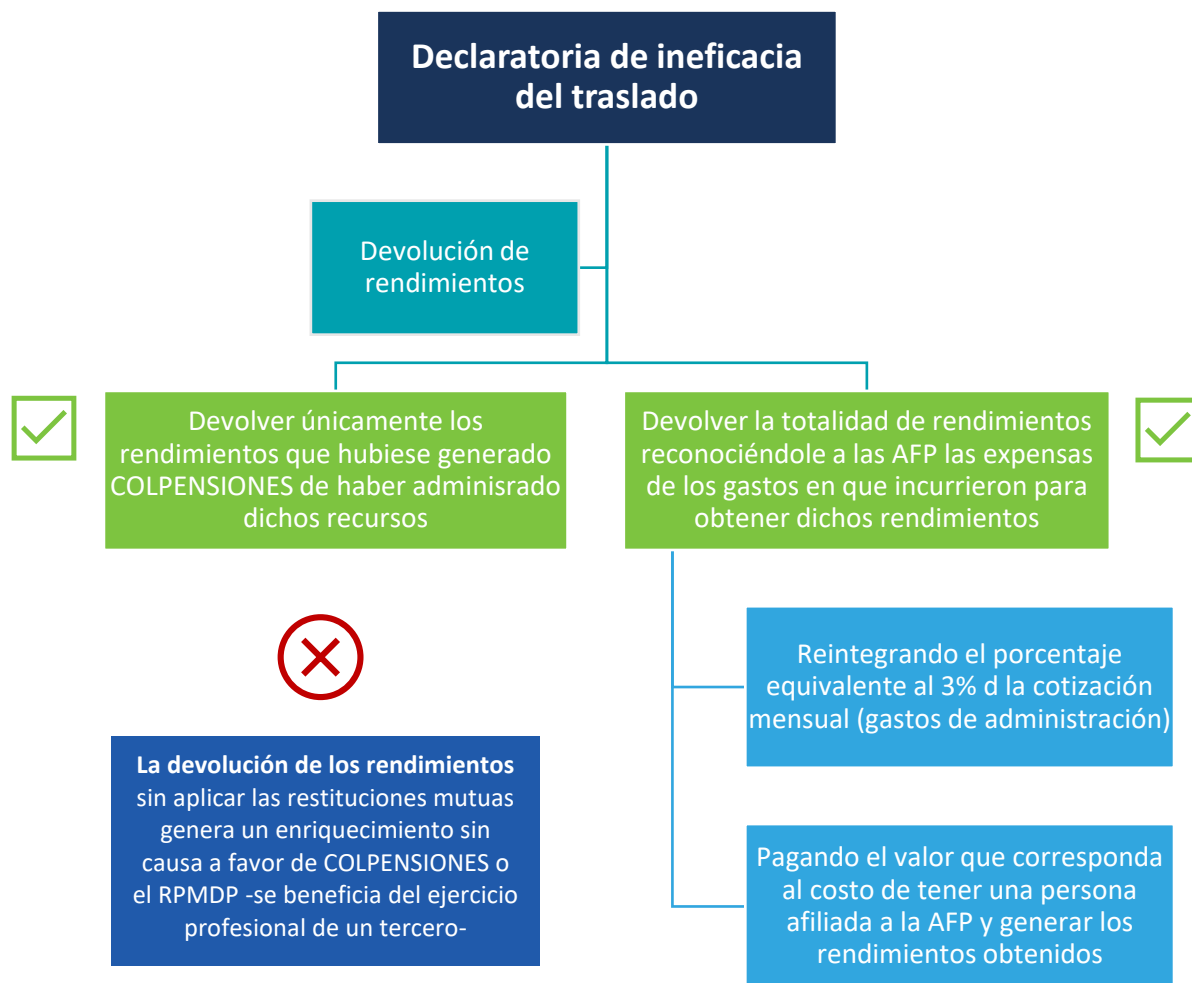 Declaratoria de ineficacia
del traslado
Devolución de
rendimientos
Devolver únicamente los
rendimientos que hubiese generado
COLPENSIONES de haber adminisrado
dichos recursos
Devolver la totalidad de rendimientos
reconociéndole a las AFP las expensas
de los gastos en que incurrieron para
obtener dichos rendimientos
Reintegrando el porcentaje
equivalente al 3% d la cotización
mensual (gastos de administración)
La devolución de los rendimientos
sin aplicar las restituciones mutuas
genera un enriquecimiento sin
causa a favor de COLPENSIONES o
el RPMDP -se beneficia del ejercicio
profesional de un tercero-
Pagando el valor que corresponda
al costo de tener una persona
afiliada a la AFP y generar los
rendimientos obtenidos